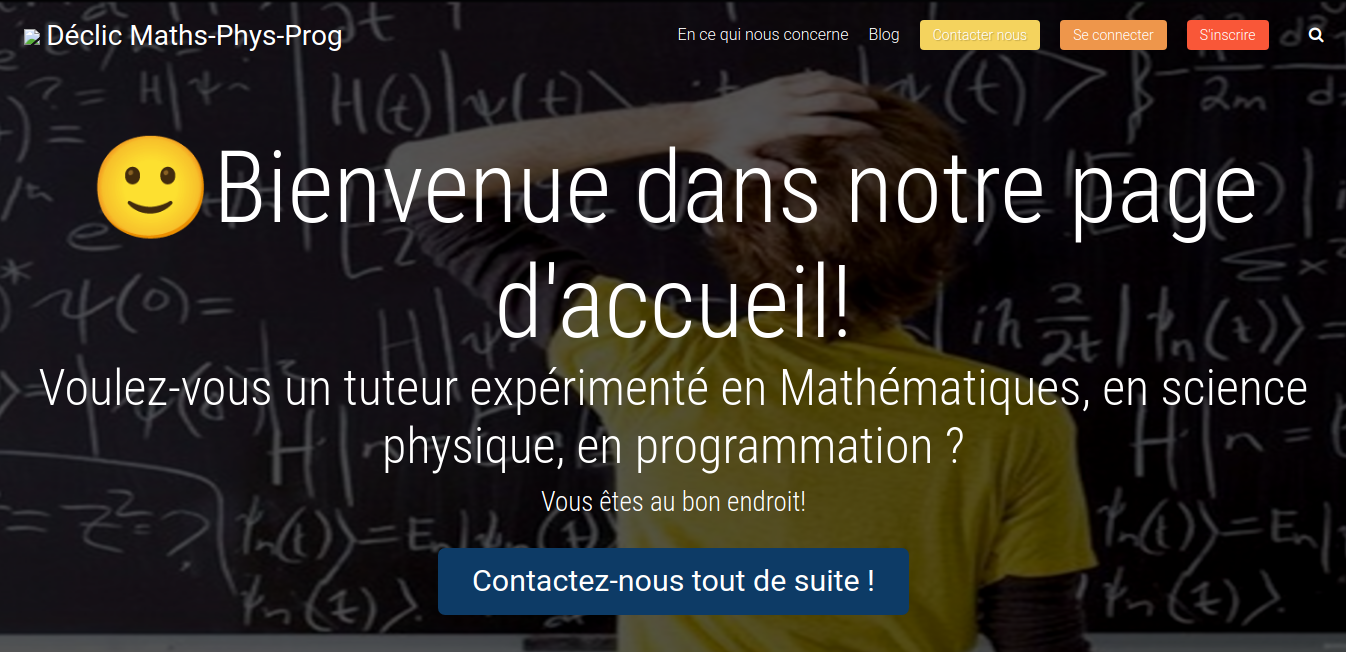 Déclic Maths-Phys-Prog
En ce qui nous concerne
Blog
Contacter nous
Se connecter
S'inscrire
🙂Bienvenue dans notre page
d'accueil!
Voulez-vous un tuteur expérimenté en Mathématiques, en science
physique, en programmation ?
Vous êtes au bon endroit!
Contactez-nous tout de suite !